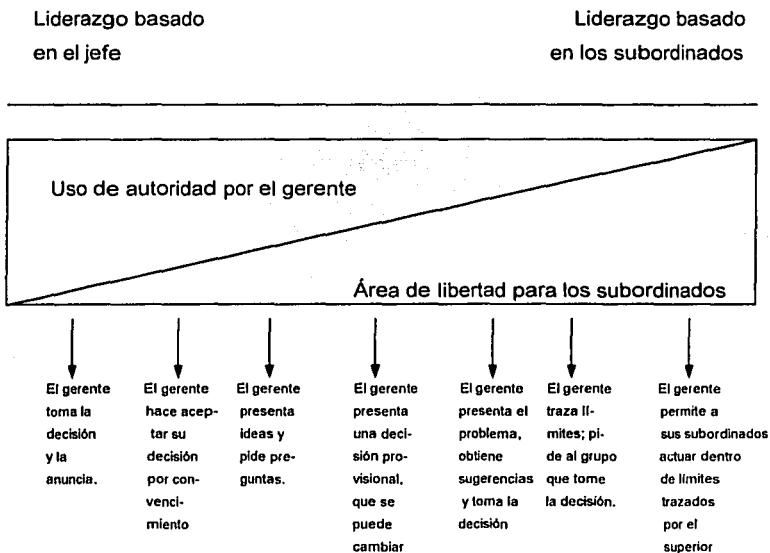 Liderazgo basado
en el jefe
Liderazgo basado
en los subordinados
Uso de autoridad por el gerente
Área de libertad para los subordinados
El gerente
toma la
decisión
y la
anuncia.
El gerente
hace acep-
tar su
decisión
por con-
venci-
miento
El gerente
presenta
ideas y
pide pre-
guntas.
El gerente
presenta
una deci-
sión pro-
visional,
que se
puede
cambiar
El gerente
presenta el
problema,
obtiene
sugerencias
y toma la
decisión
El gerente
traza lí-
mites; pi-
de al grupo
que tome
la decisión.
El gerente
permite a
sus subordinados
actuar dentro
de límites
trazados
por el
superior